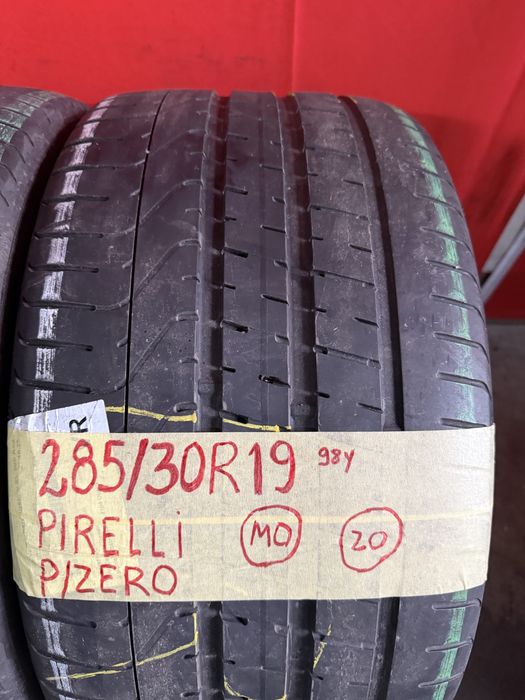 R
285/30R19 98Y
PIRELLI MO 20
P/ZERO